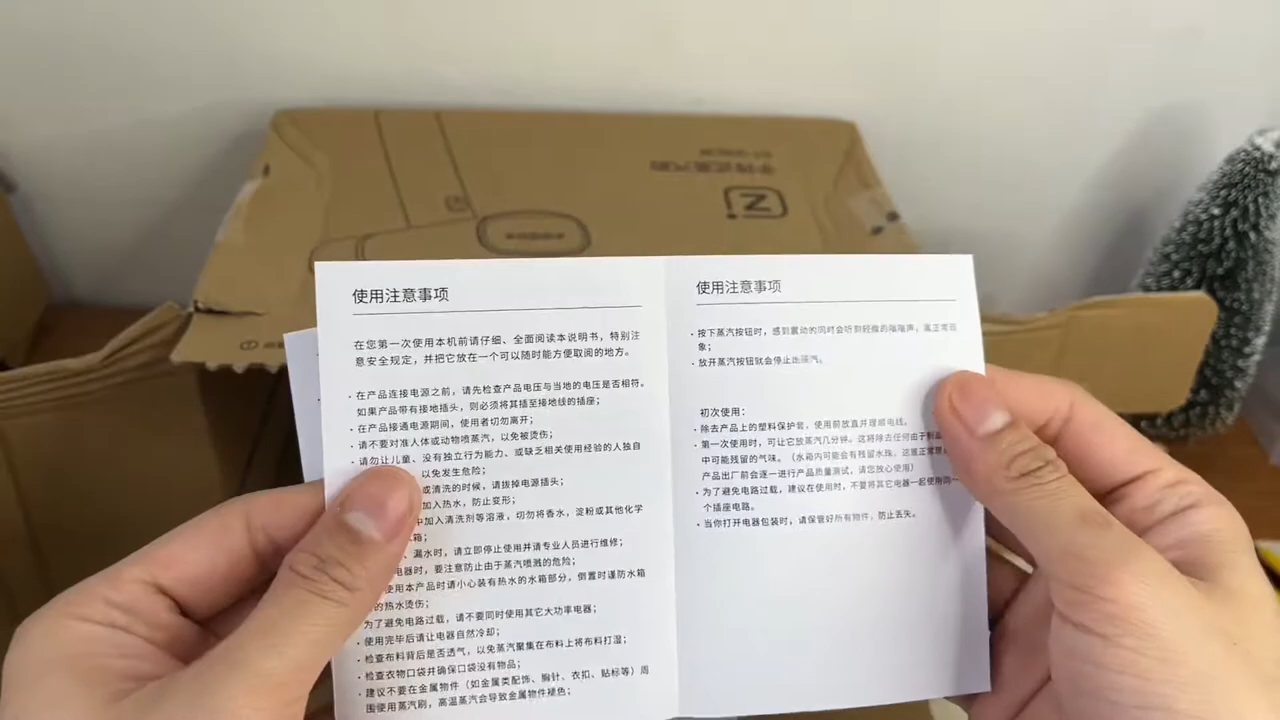 使用注意事项
在您第一次使用本机前请仔细、全面阅读本说明书，特别注
意安全规定，并把它放在一个可以随时能方便取阅的地方。
· 在产品连接电源之前，请先检查产品电压与当地的电压是否相符。
如果产品带有接地插头，则必须将其插至接地线的插座；
· 在产品接通电源期间，使用者切勿离开；
· 请不要对准人体或动物喷蒸汽，以免被烫伤；
· 请勿让儿童、没有独立行为能力、或缺乏相关使用经验的人独自
以免发生危险；
或清洗的时候，请拔掉电源插头；
加入热水，防止变形；
中加入清洗剂等溶液，切勿将香水，淀粉或其他化学
水箱；
、漏水时，请立即停止使用并请专业人员进行维修；
电器时，要注意防止由于蒸汽喷溅的危险；
使用本产品时请小心装有热水的水箱部分，倒置时谨防水箱
的热水烫伤；
为了避免电路过载，请不要同时使用其它大功率电器；
· 使用完毕后请让电器自然冷却；
· 检查布料背后是否透气，以免蒸汽聚集在布料上将布料打湿；
· 检查衣物口袋并确保口袋没有物品；
· 建议不要在金属物件（如金属类配饰、胸针、衣扣、贴标等）周
围使用蒸汽刷，高温蒸汽会导致金属物件褪色；
使用注意事项
· 按下蒸汽按钮时，感到震动的同时会听到轻微的嗡嗡声，属正常现
象；
· 放开蒸汽按钮就会停止出蒸汽。
初次使用：
· 除去产品上的塑料保护套，使用前放直并理顺电线。
· 第一次使用时，可让它放蒸汽几分钟。这将去除任何由于制造
中可能残留的气味。（水箱内可能会有残留水珠，这属正常现
产品出厂前会逐一进行产品质量测试，请您放心使用）
· 为了避免电路过载，建议在使用时，不要将其它电器一起使用同一
个插座电路。
· 当你打开电器包装时，请保管好所有物件，防止丢失。